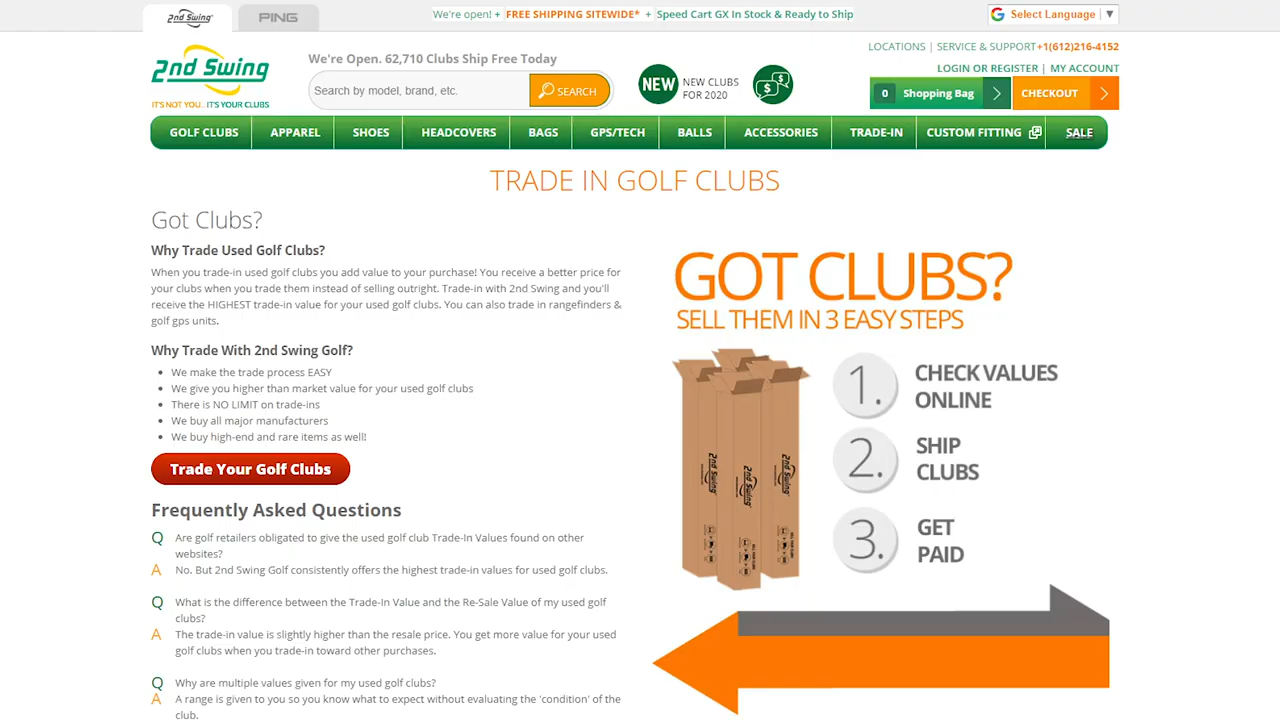 2nd Swing
PING
We're open! + FREE SHIPPING SITEWIDE* + Speed Cart GX In Stock & Ready to Ship
G Select Language | ▼
2nd Swing
IT'S NOT YOU... IT'S YOUR CLUBS
We're Open. 62,710 Clubs Ship Free Today
Search by model, brand, etc.
SEARCH
NEW
NEW CLUBS
FOR 2020
$ $
LOCATIONS | SERVICE & SUPPORT +1(612)216-4152
LOGIN OR REGISTER | MY ACCOUNT
0 Shopping Bag
CHECKOUT
GOLF CLUBS APPAREL SHOES HEADCOVERS BAGS GPS/TECH BALLS ACCESSORIES TRADE-IN CUSTOM FITTING SALE
TRADE IN GOLF CLUBS
Got Clubs?
Why Trade Used Golf Clubs?
When you trade-in used golf clubs you add value to your purchase! You receive a better price for
your clubs when you trade them instead of selling outright. Trade-in with 2nd Swing and you'll
receive the HIGHEST trade-in value for your used golf clubs. You can also trade in rangefinders &
golf gps units.
Why Trade With 2nd Swing Golf?
• We make the trade process EASY
• We give you higher than market value for your used golf clubs
• There is NO LIMIT on trade-ins
• We buy all major manufacturers
• We buy high-end and rare items as well!
Trade Your Golf Clubs
Frequently Asked Questions
Q Are golf retailers obligated to give the used golf club Trade-In Values found on other
websites?
A No. But 2nd Swing Golf consistently offers the highest trade-in values for used golf clubs.
Q What is the difference between the Trade-In Value and the Re-Sale Value of my used golf
clubs?
A The trade-in value is slightly higher than the resale price. You get more value for your used
golf clubs when you trade-in toward other purchases.
Q Why are multiple values given for my used golf clubs?
A A range is given to you so you know what to expect without evaluating the 'condition' of the
club.
GOT CLUBS?
SELL THEM IN 3 EASY STEPS
2nd Swing
2nd Swing
2nd Swing
1. CHECK VALUES
ONLINE
2. SHIP
CLUBS
3. GET
PAID